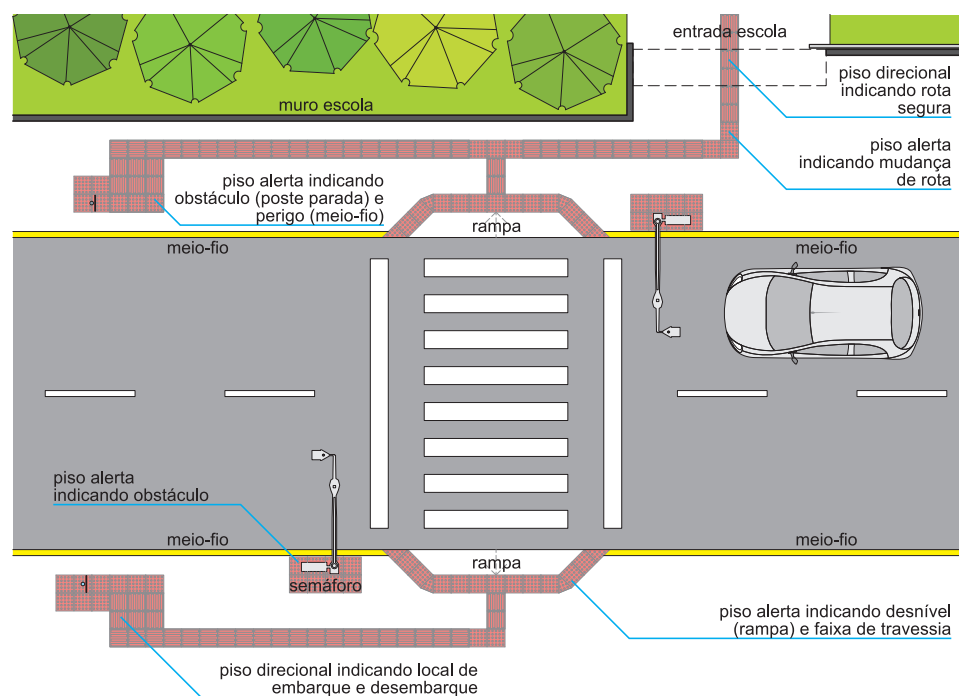 entrada escola
piso direcional
indicando rota
segura
muro escola
piso alerta
indicando mudança
de rota
piso alerta indicando
obstáculo (poste parada) e
perigo (meio-fio)
rampa
meio-fio
meio-fio
piso alerta
indicando obstáculo
meio-fio
meio-fio
rampa
semáforo
piso alerta indicando desnível
(rampa) e faixa de travessia
piso direcional indicando local de
embarque e desembarque